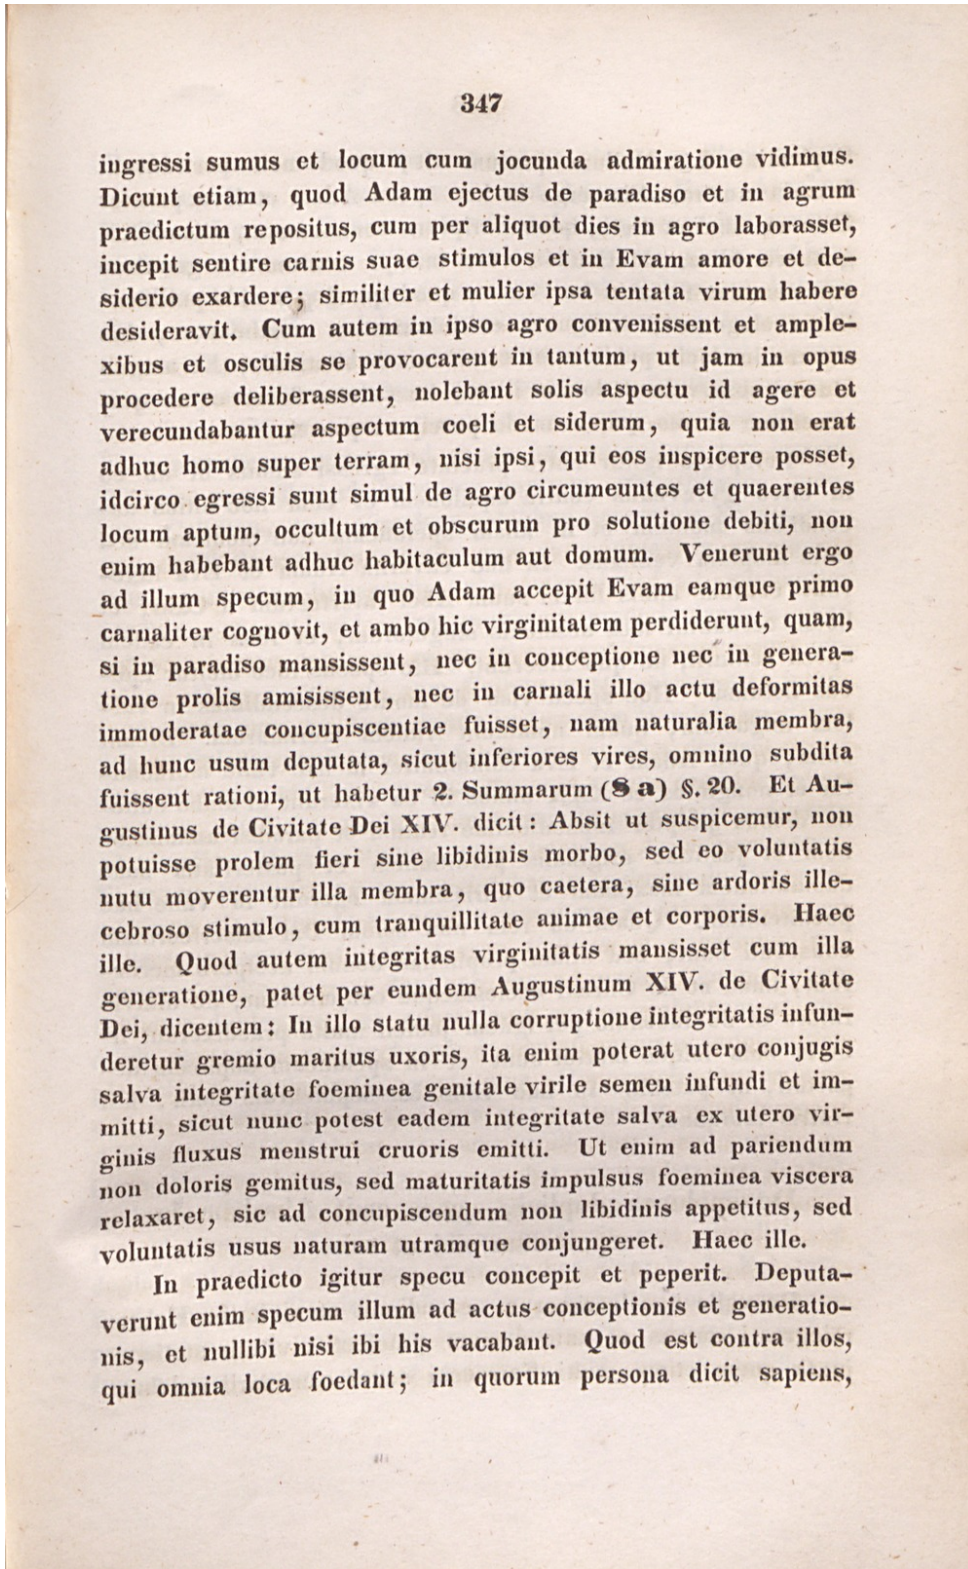 347
ingressi sumus et locum cum jocunda admiratione vidimus.
Dicunt etiam, quod Adam ejectus de paradiso et in agrum
praedictum repositus, cum per aliquot dies in agro laborasset,
incepit sentire carnis suae stimulos et in Evam amore et de-
siderio exardere; similiter et mulier ipsa tentata virum habere
desideravit. Cum autem in ipso agro convenissent et ample-
xibus et osculis se provocarent in tantum, ut jam in opus
procedere deliberassent, nolebant solis aspectu id agere et
verecundabantur aspectum coeli et siderum, quia non erat
adhuc homo super terram, nisi ipsi, qui eos inspicere posset,
idcirco egressi sunt simul de agro circumeuntes et quaerentes
locum aptum, occultum et obscurum pro solutione debiti, non
enim habebant adhuc habitaculum aut domum. Venerunt ergo
ad illum specum, in quo Adam accepit Evam eamque primo
carnaliter cognovit, et ambo hic virginitatem perdiderunt, quam,
si in paradiso mansissent, nec in conceptione nec in genera-
tione prolis amisissent, nec in carnali illo actu deformitas
immoderatae concupiscentiae fuisset, nam naturalia membra,
ad hunc usum deputata, sicut inferiores vires, omnino subdita
fuissent rationi, ut habetur 2. Summarum (8 a) §. 20. Et Au-
gustinus de Civitate Dei XIV. dicit: Absit ut suspicemur, non
potuisse prolem fieri sine libidinis morbo, sed eo voluntatis
nutu moverentur illa membra, quo caetera, sine ardoris ille-
cebroso stimulo, cum tranquillitate animae et corporis. Haec
ille. Quod autem integritas virginitatis mansisset cum illa
generatione, patet per eundem Augustinum XIV. de Civitate
Dei, dicentem: In illo statu nulla corruptione integritatis infun-
deretur gremio maritus uxoris, ita enim poterat utero conjugis
salva integritate foeminea genitale virile semen infundi et im-
mitti, sicut nunc potest eadem integritate salva ex utero vir-
ginis fluxus menstrui cruoris emitti. Ut enim ad pariendum
non doloris gemitus, sed maturitatis impulsus foeminea viscera
relaxaret, sic ad concupiscendum non libidinis appetitus, sed
voluntatis usus naturam utramque conjungeret. Haec ille.
In praedicto igitur specu concepit et peperit. Deputa-
verunt enim specum illum ad actus conceptionis et generatio-
nis, et nullibi nisi ibi his vacabant. Quod est contra illos,
qui omnia loca foedant; in quorum persona dicit sapiens,